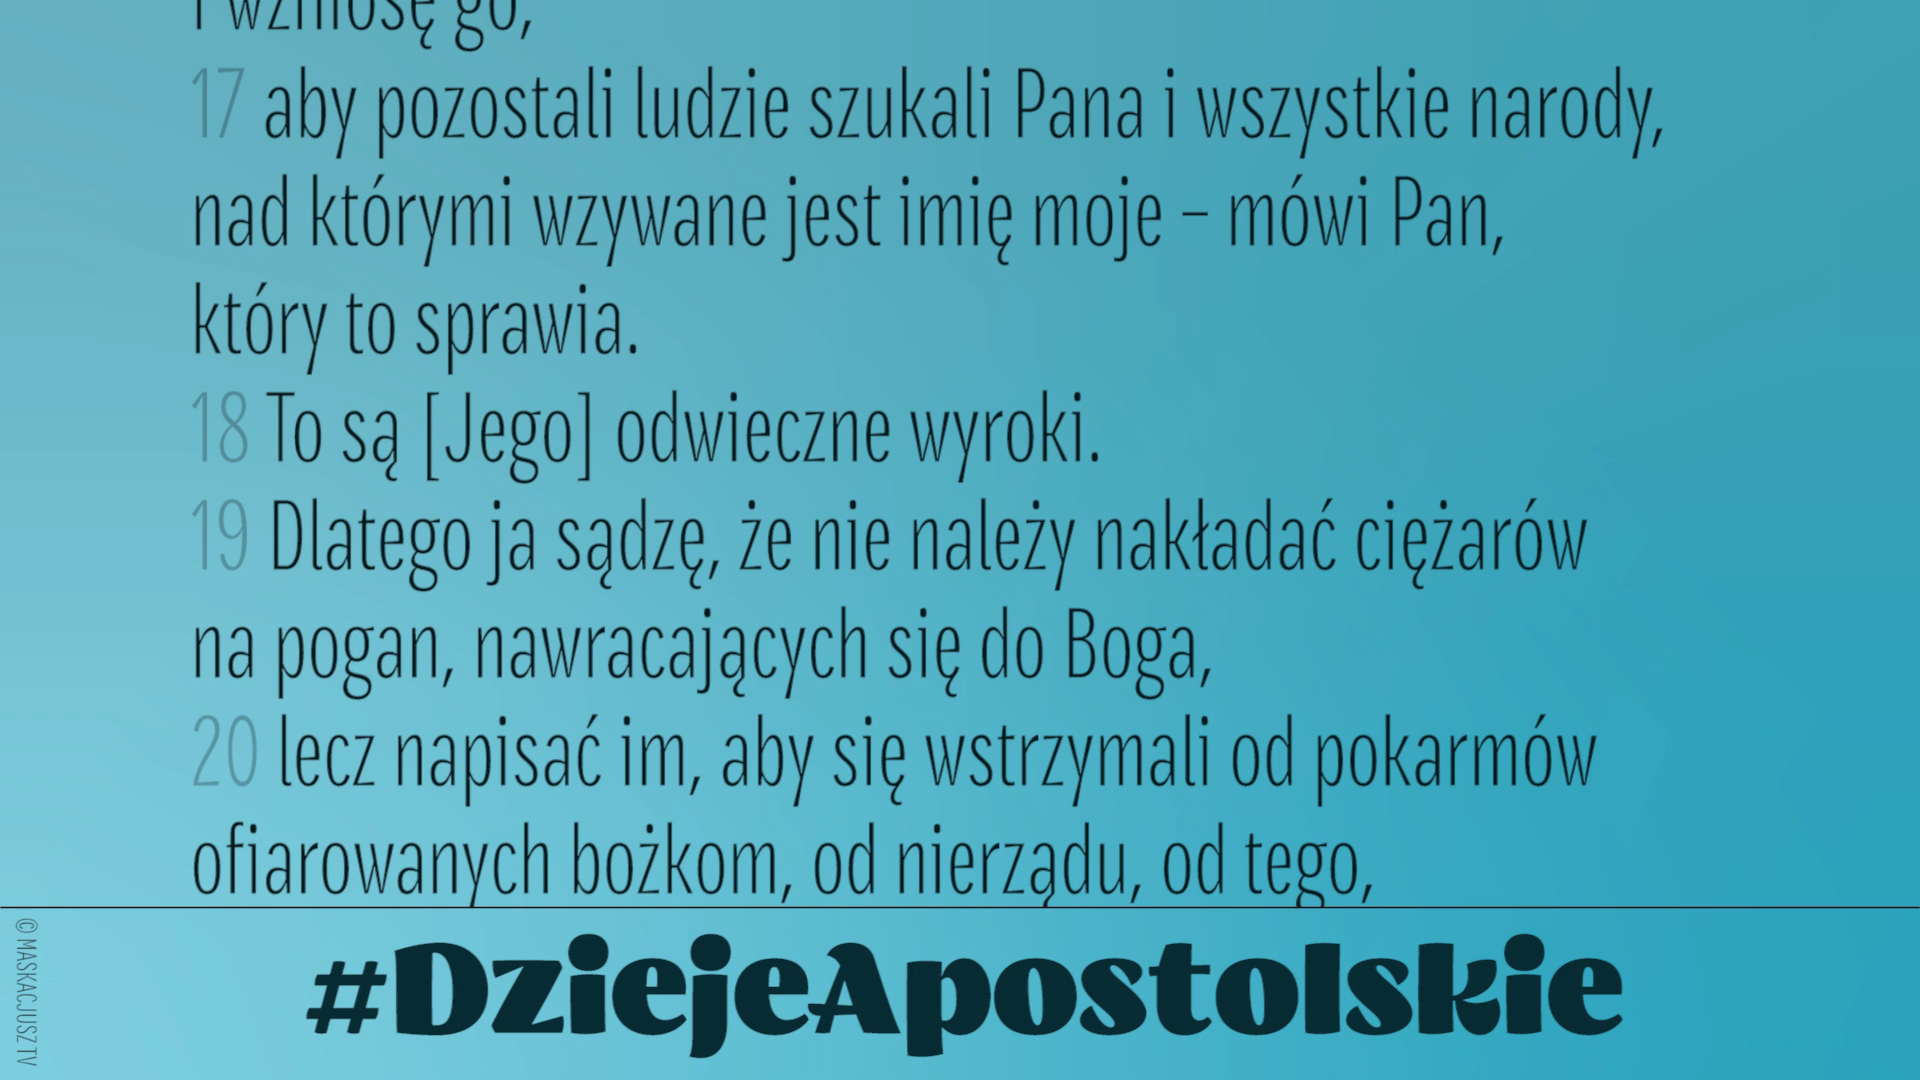 i wzniosę go,
17 aby pozostali ludzie szukali Pana i wszystkie narody,
nad którymi wzywane jest imię moje – mówi Pan,
który to sprawia.
18 To są [Jego] odwieczne wyroki.
19 Dlatego ja sądzę, że nie należy nakładać ciężarów
na pogan, nawracających się do Boga,
20 lecz napisać im, aby się wstrzymali od pokarmów
ofiarowanych bożkom, od nierządu, od tego,
#DziejeApostolskie
© MASKACJUSZ TV